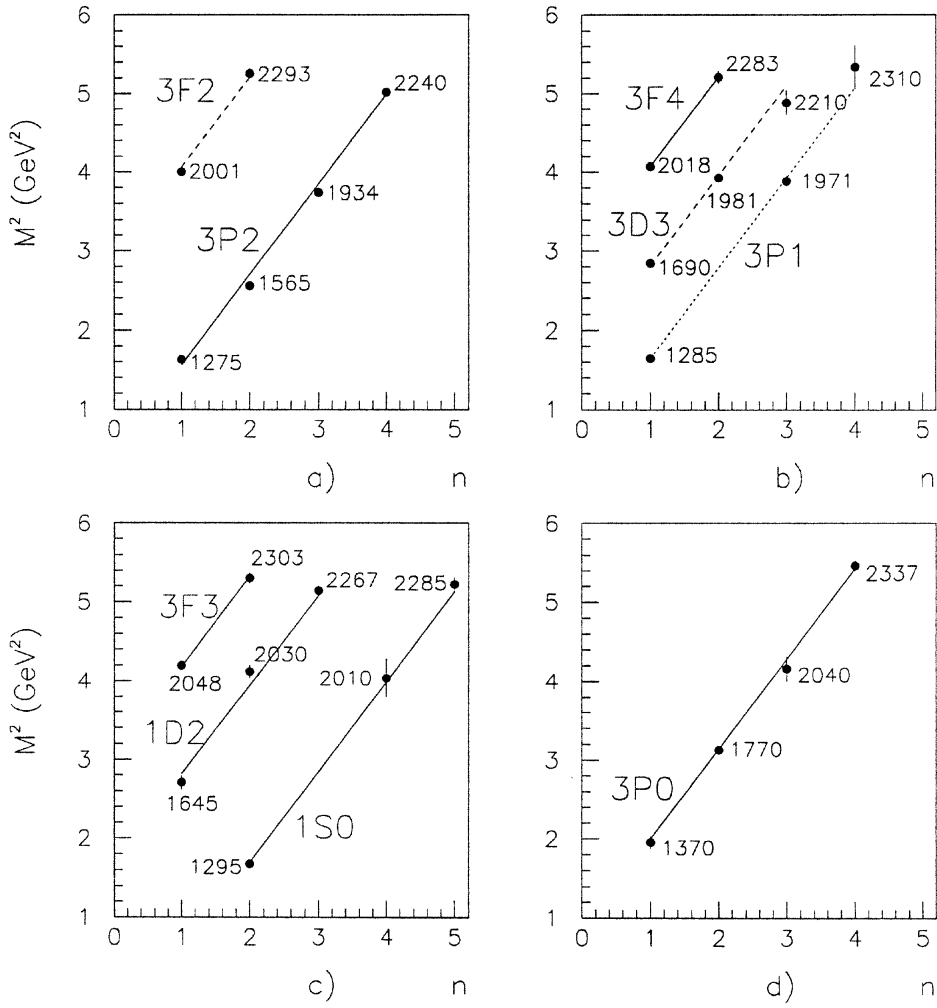 6
2293
2240
3F2
5
M² (GeV²)
4
2001
1934
3P2
3
1565
2
1275
1
0 1 2 3 4 5
a) n
6
2283
2310
3F4
5
2210
4
2018
1981
1971
3D3
3P1
3
1690
2
1285
1
0 1 2 3 4 5
b) n
6
2303
2267
2285
5
3F3
M² (GeV²)
2030
4
2048
2010
1D2
3
1645
1S0
2
1295
1
0 1 2 3 4 5
c) n
6
2337
5
4
2040
3
1770
3P0
2
1370
1
0 1 2 3 4 5
d) n